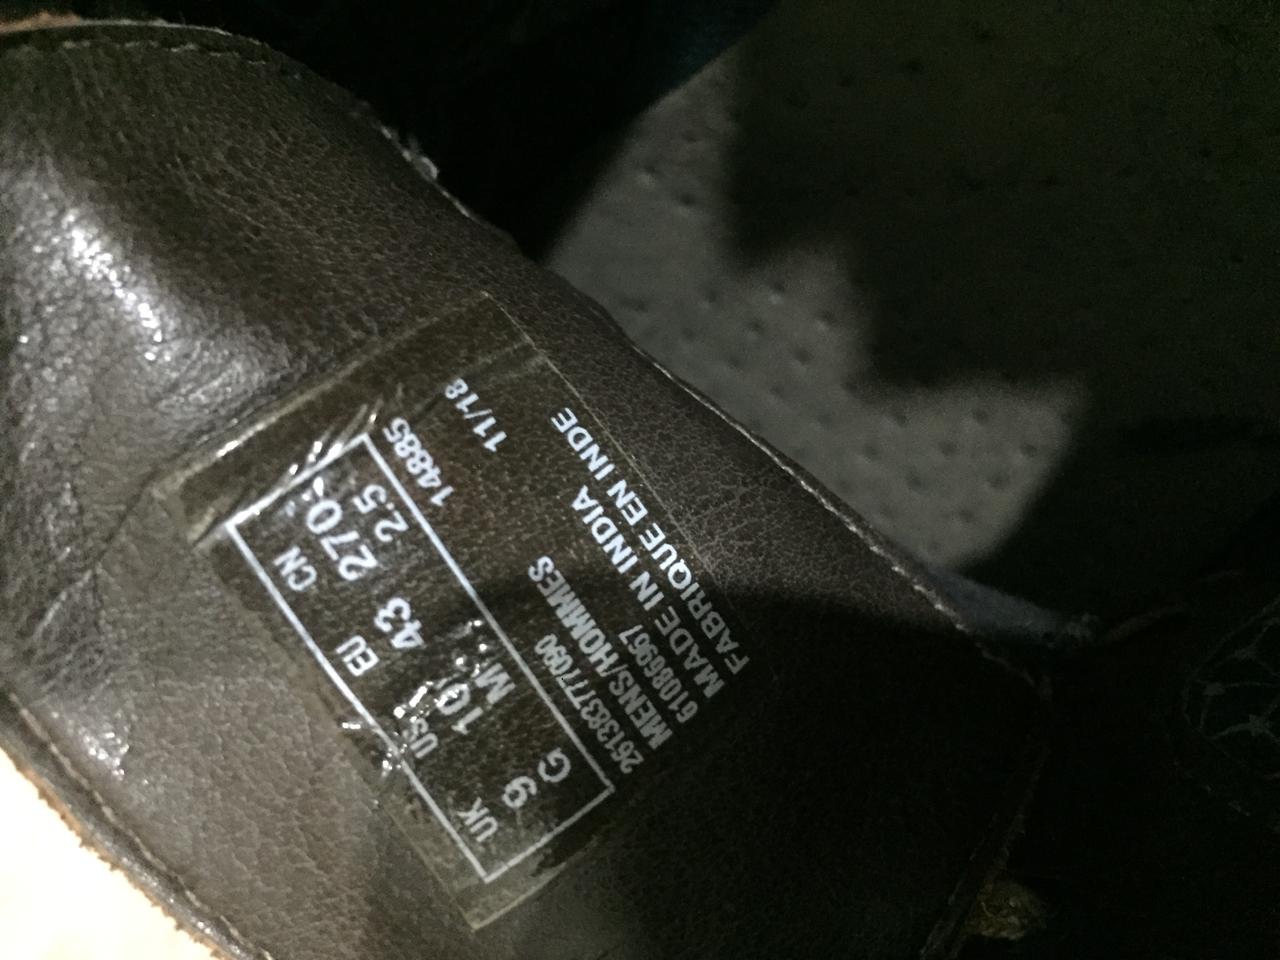 UK US EU CN
9 10 43 270
G M 2.5
261383777090 14885
MENS/HOMMES 11/18
61086967
MADE IN INDIA
FABRIQUE EN INDE